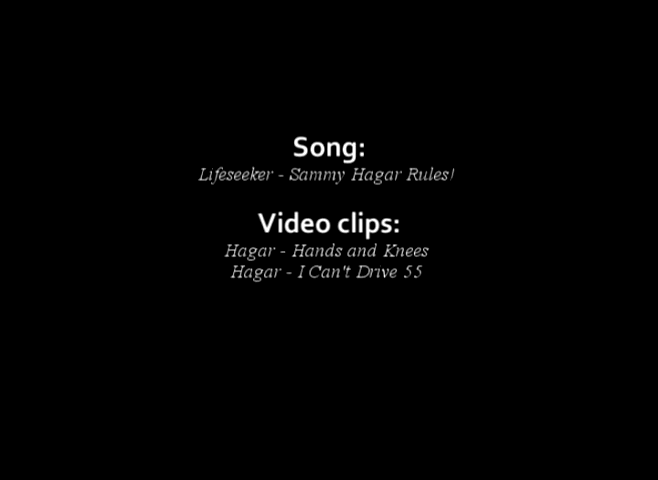 Song:
Lifeseeker - Sammy Hagar Rules!
Video clips:
Hagar - Hands and Knees
Hagar - I Can't Drive 55